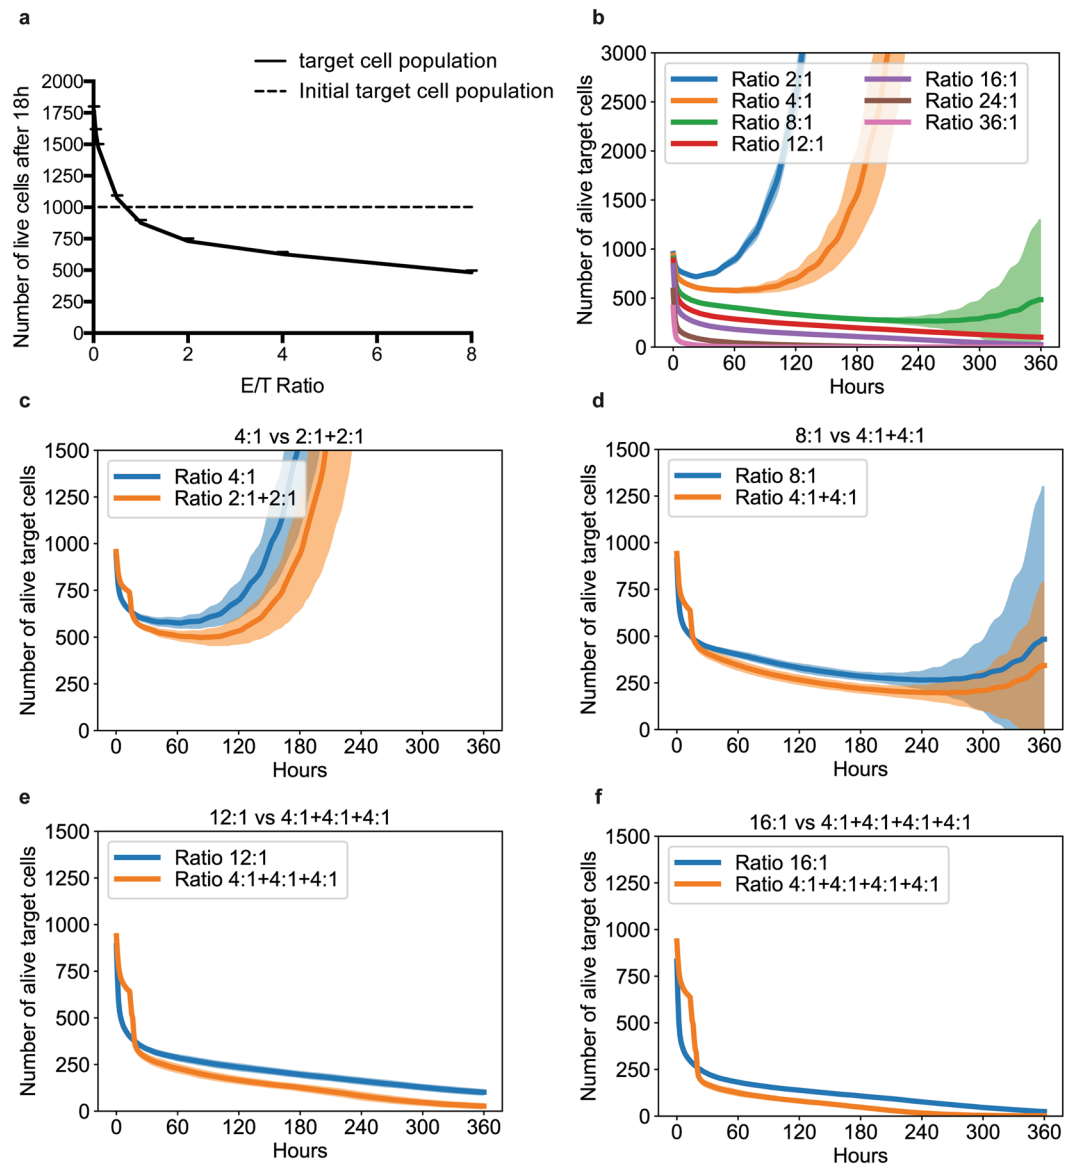 a
target cell population
Initial target cell population
Number of live cells after 18h
2000
1750
1500
1250
1000
750
500
250
0
0 2 4 6 8
E/T Ratio
b
Number of alive target cells
3000
2500
2000
1500
1000
500
0
Ratio 2:1 Ratio 16:1
Ratio 4:1 Ratio 24:1
Ratio 8:1 Ratio 36:1
Ratio 12:1
0 60 120 180 240 300 360
Hours
c
4:1 vs 2:1+2:1
Number of alive target cells
1500
1250
1000
750
500
250
0
Ratio 4:1
Ratio 2:1+2:1
0 60 120 180 240 300 360
Hours
d
8:1 vs 4:1+4:1
Number of alive target cells
1500
1250
1000
750
500
250
0
Ratio 8:1
Ratio 4:1+4:1
0 60 120 180 240 300 360
Hours
e
12:1 vs 4:1+4:1+4:1
Number of alive target cells
1500
1250
1000
750
500
250
0
Ratio 12:1
Ratio 4:1+4:1+4:1
0 60 120 180 240 300 360
Hours
f
16:1 vs 4:1+4:1+4:1+4:1
Number of alive target cells
1500
1250
1000
750
500
250
0
Ratio 16:1
Ratio 4:1+4:1+4:1+4:1
0 60 120 180 240 300 360
Hours